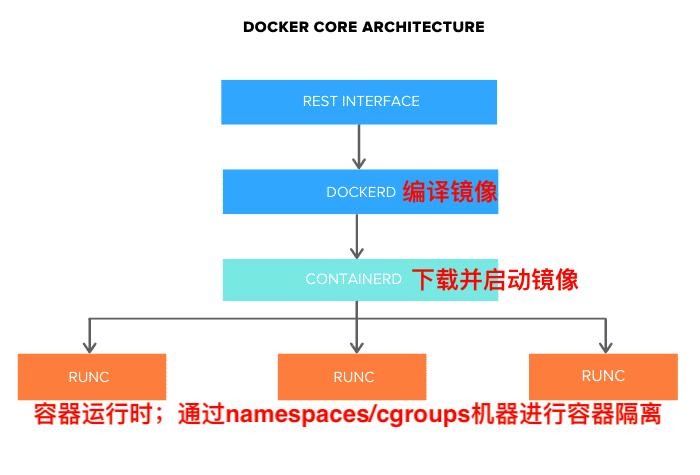 DOCKER CORE ARCHITECTURE
REST INTERFACE
DOCKERD 编译镜像
CONTAINERD 下载并启动镜像
RUNC RUNC RUNC
容器运行时；通过namespaces/cgroups机器进行容器隔离